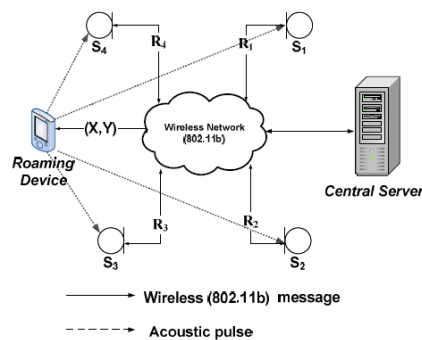 S4
R4
R1
S1
(X,Y)
Wireless Network
(802.11b)
Roaming
Device
Central Server
R3
R2
S3
S2
Wireless (802.11b) message
Acoustic pulse